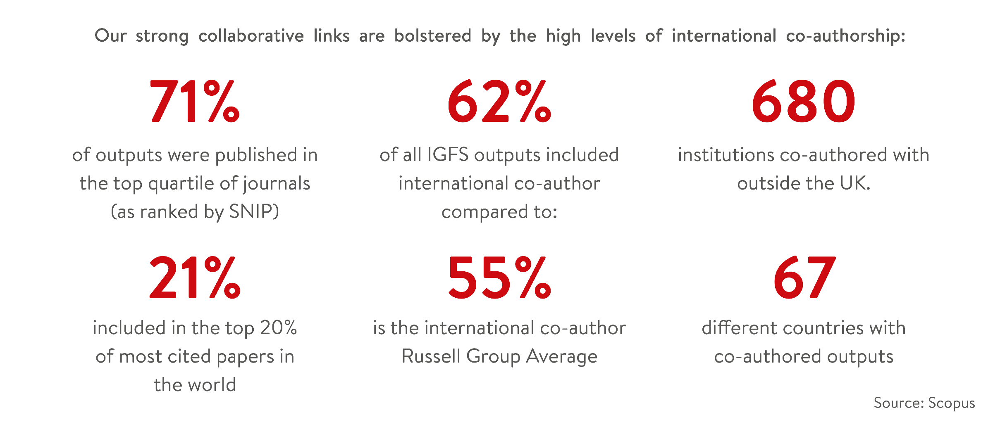 Our strong collaborative links are bolstered by the high levels of international co-authorship:
71%
of outputs were published in
the top quartile of journals
(as ranked by SNIP)
62%
of all IGFS outputs included
international co-author
compared to:
680
institutions co-authored with
outside the UK.
21%
included in the top 20%
of most cited papers in
the world
55%
is the international co-author
Russell Group Average
67
different countries with
co-authored outputs
Source: Scopus